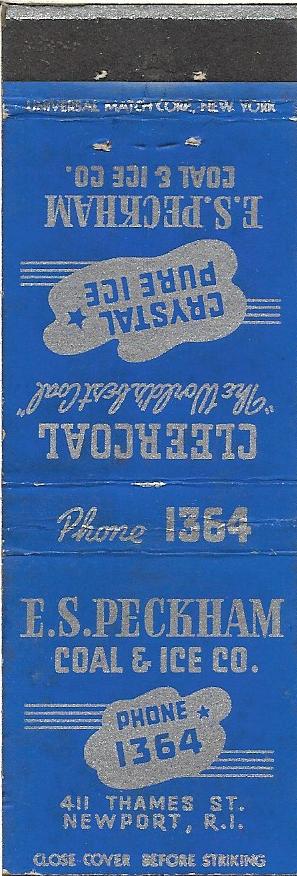 UNIVERSAL MATCH CORP., NEW YORK
E.S. PECKHAM
COAL & ICE CO.
CRYSTAL
PURE ICE
CLEERCOAL
"The Worlds best Coal"
Phone 1364
E.S. PECKHAM
COAL & ICE CO.
PHONE
1364
411 THAMES ST.
NEWPORT, R.I.
CLOSE COVER BEFORE STRIKING